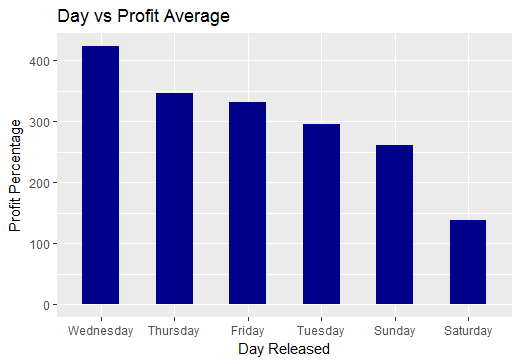 Day vs Profit Average
Profit Percentage
400
300
200
100
0
Wednesday Thursday Friday Tuesday Sunday Saturday
Day Released